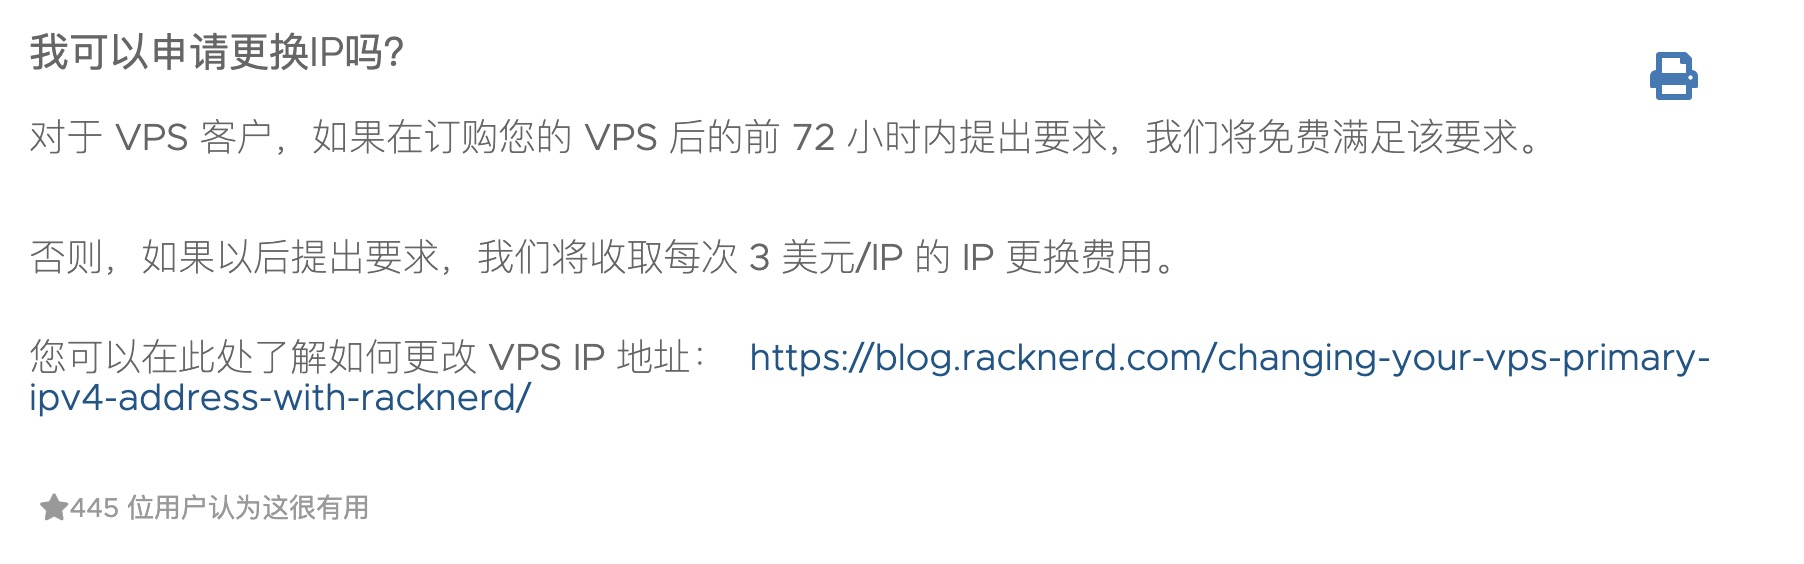 我可以申请更换IP吗?
对于 VPS 客户，如果在订购您的 VPS 后的前 72 小时内提出要求，我们将免费满足该要求。
否则，如果以后提出要求，我们将收取每次 3 美元/IP 的 IP 更换费用。
您可以在此处了解如何更改 VPS IP 地址： https://blog.racknerd.com/changing-your-vps-primary-
ipv4-address-with-racknerd/
445 位用户认为这很有用